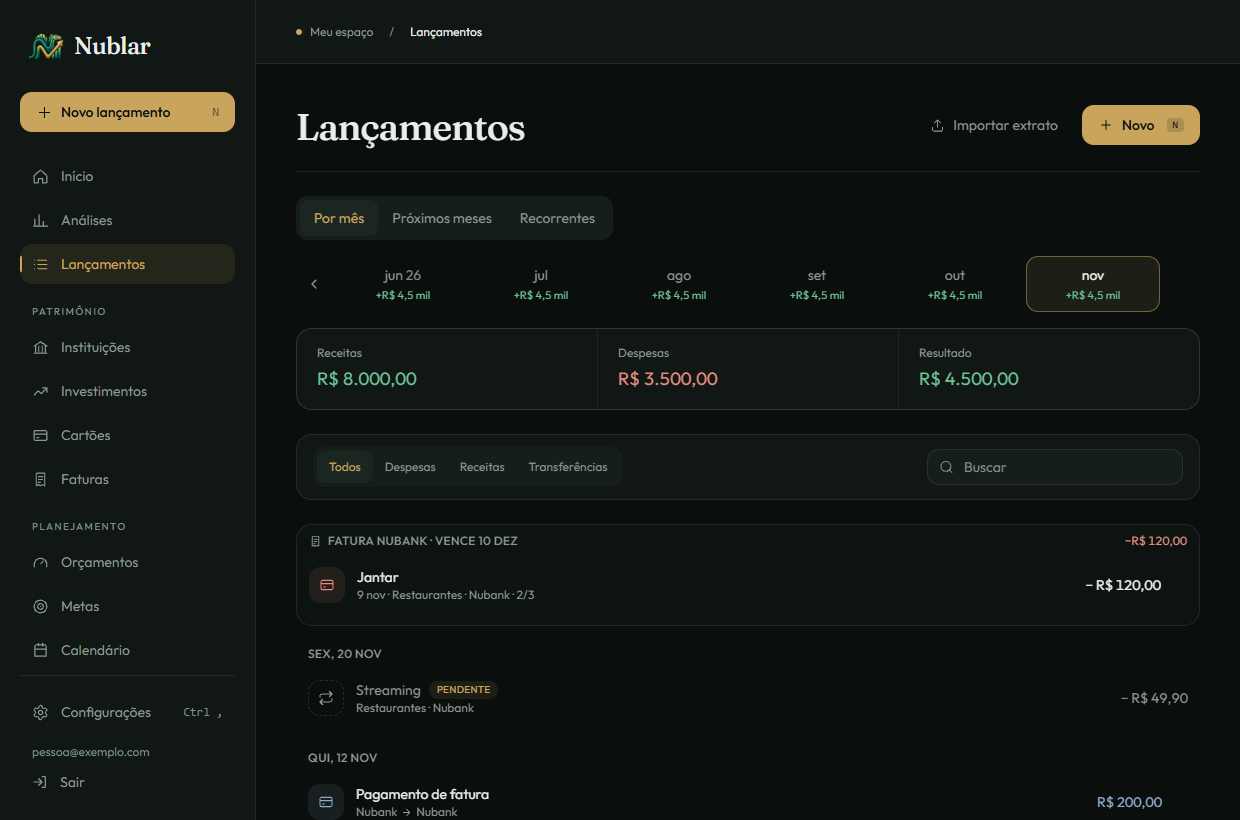 Nublar
Novo lançamento N
Início
Análises
Lançamentos
PATRIMÔNIO
Instituições
Investimentos
Cartões
Faturas
PLANEJAMENTO
Orçamentos
Metas
Calendário
Configurações Ctrl ,
pessoa@exemplo.com
Sair
Meu espaço / Lançamentos
Lançamentos
Importar extrato
Novo N
Por mês Próximos meses Recorrentes
jun 26 jul ago set out nov
+R$ 4,5 mil +R$ 4,5 mil +R$ 4,5 mil +R$ 4,5 mil +R$ 4,5 mil +R$ 4,5 mil
Receitas Despesas Resultado
R$ 8.000,00 R$ 3.500,00 R$ 4.500,00
Todos Despesas Receitas Transferências Buscar
FATURA NUBANK · VENCE 10 DEZ −R$ 120,00
Jantar − R$ 120,00
9 nov · Restaurantes · Nubank · 2/3
SEX, 20 NOV
Streaming PENDENTE − R$ 49,90
Restaurantes · Nubank
QUI, 12 NOV
Pagamento de fatura R$ 200,00
Nubank → Nubank